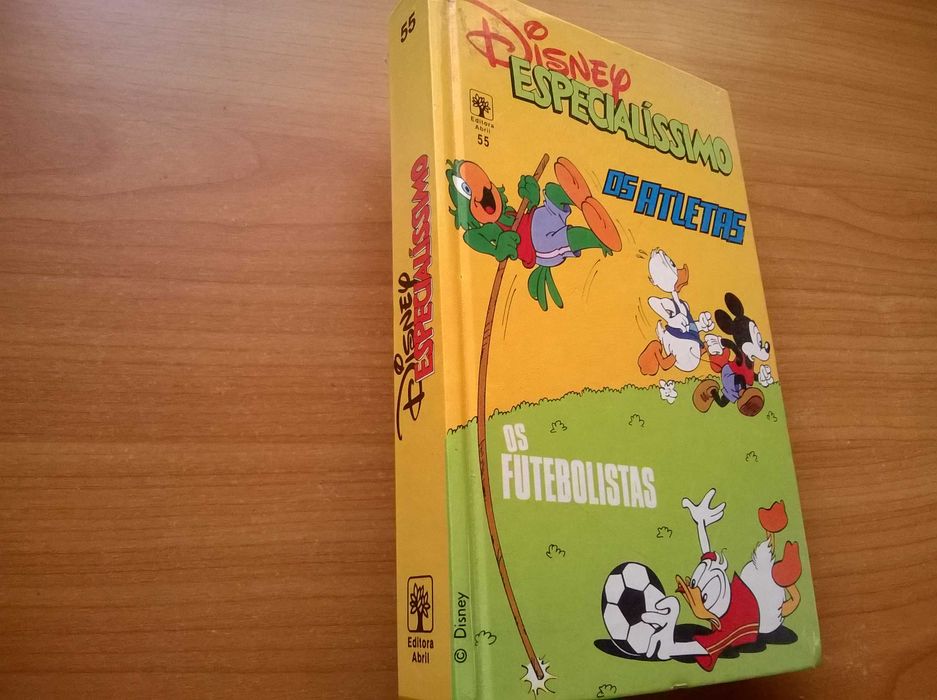 55
DISNEY
ESPECIALÍSSIMO
Editora
Abril
DISNEY
ESPECIALÍSSIMO
Editora
Abril
55
OS ATLETAS
OS
FUTEBOLISTAS
© Disney